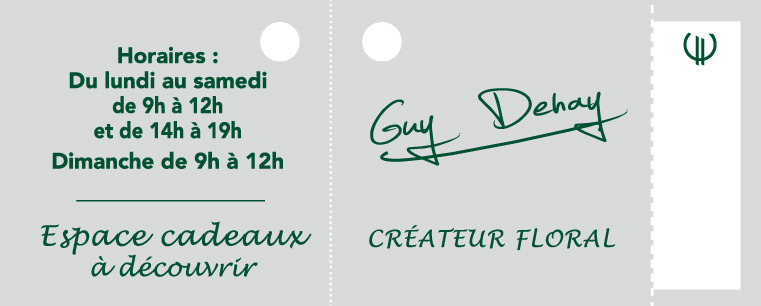 Horaires :
Du lundi au samedi
de 9h à 12h
et de 14h à 19h
Dimanche de 9h à 12h
Espace cadeaux
à découvrir
Guy Dehay
CRÉATEUR FLORAL